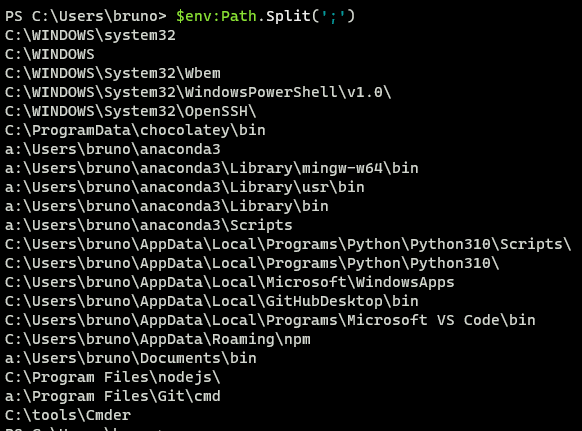 PS C:\Users\bruno> $env:Path.Split(';')
C:\WINDOWS\system32
C:\WINDOWS
C:\WINDOWS\System32\Wbem
C:\WINDOWS\System32\WindowsPowerShell\v1.0\
C:\WINDOWS\System32\OpenSSH\
C:\ProgramData\chocolatey\bin
a:\Users\bruno\anaconda3
a:\Users\bruno\anaconda3\Library\mingw-w64\bin
a:\Users\bruno\anaconda3\Library\usr\bin
a:\Users\bruno\anaconda3\Library\bin
a:\Users\bruno\anaconda3\Scripts
C:\Users\bruno\AppData\Local\Programs\Python\Python310\Scripts\
C:\Users\bruno\AppData\Local\Programs\Python\Python310\
C:\Users\bruno\AppData\Local\Microsoft\WindowsApps
C:\Users\bruno\AppData\Local\GitHubDesktop\bin
C:\Users\bruno\AppData\Local\Programs\Microsoft VS Code\bin
C:\Users\bruno\AppData\Roaming\npm
a:\Users\bruno\Documents\bin
C:\Program Files\nodejs\
a:\Program Files\Git\cmd
C:\tools\Cmder